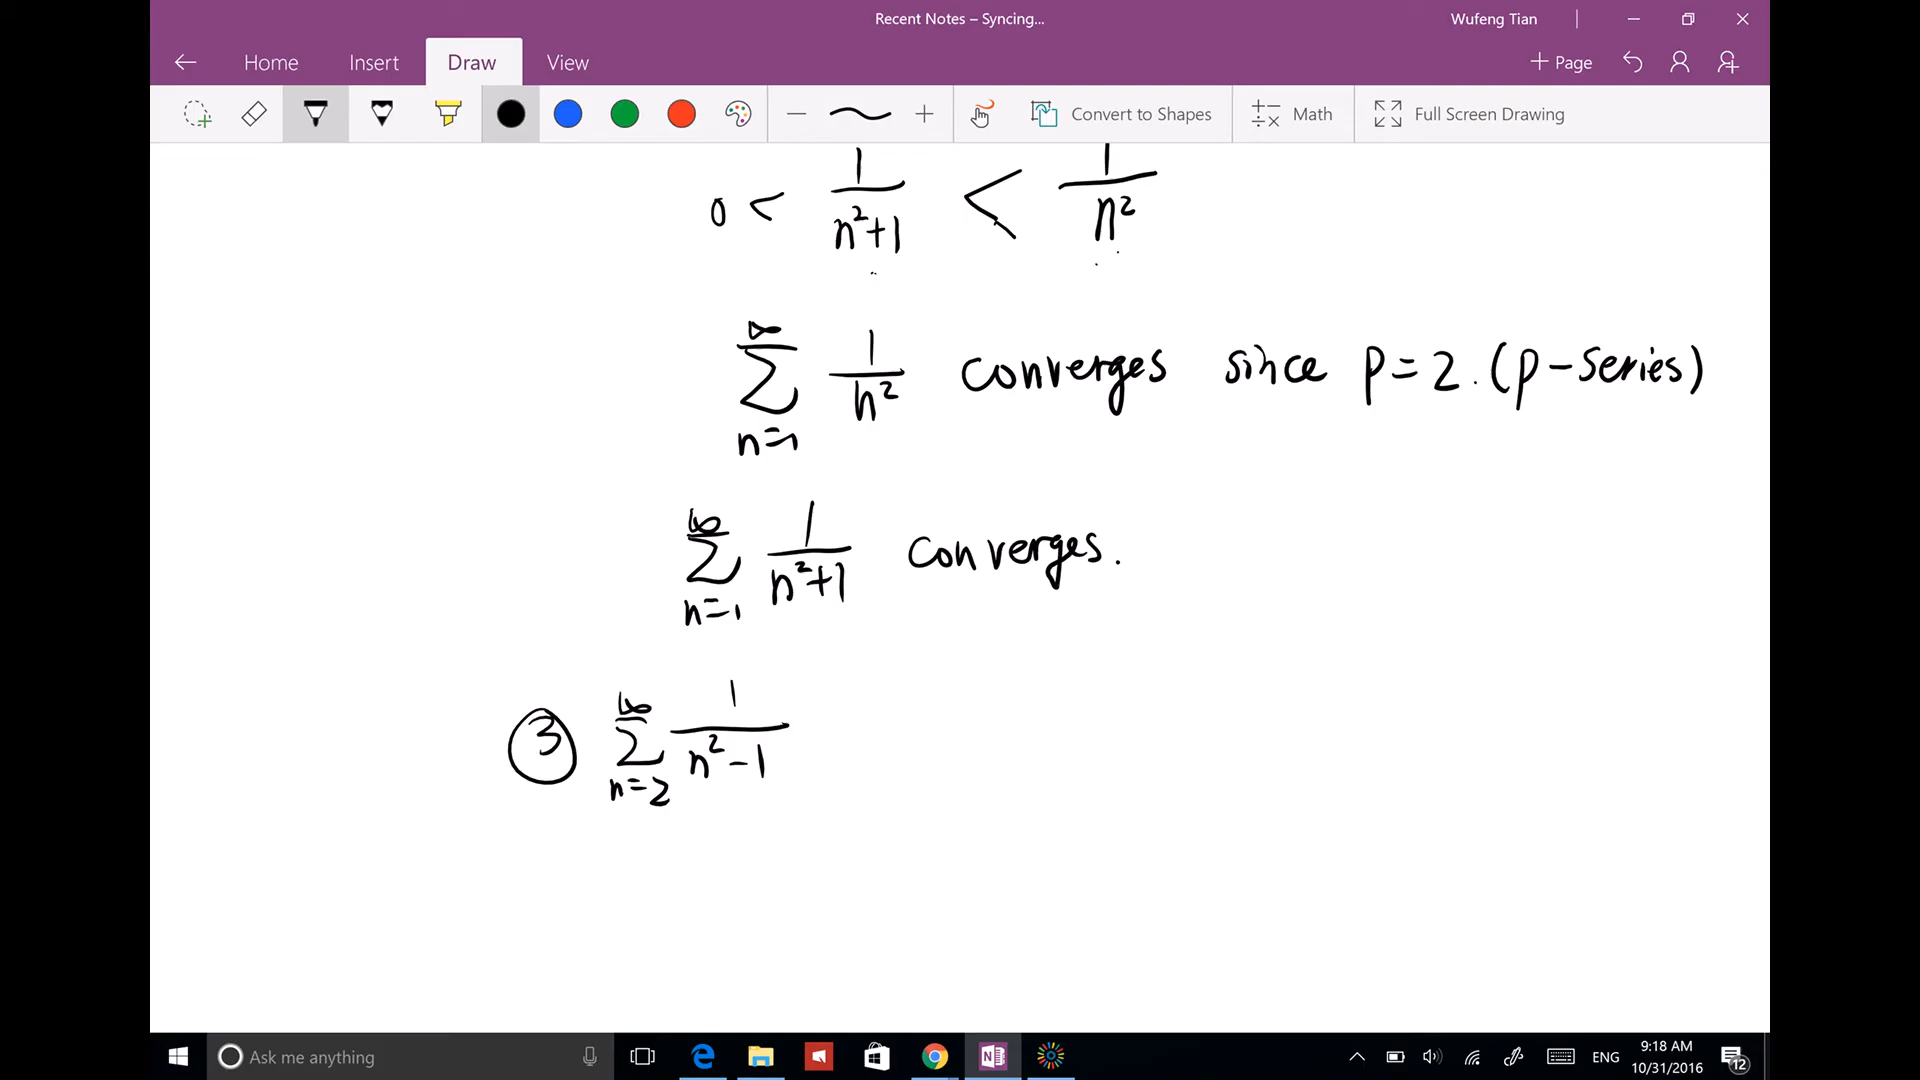 Recent Notes – Syncing...
Wufeng Tian
Home Insert Draw View
Page
Convert to Shapes
Math
Full Screen Drawing
0 < 1/(n²+1) < 1/n²
∞∑n=1 1/n² converges since p=2. (p-series)
∞∑n=1 1/(n²+1) converges.
③ ∞∑n=2 1/(n²-1)
Ask me anything
ENG
9:18 AM
10/31/2016
12